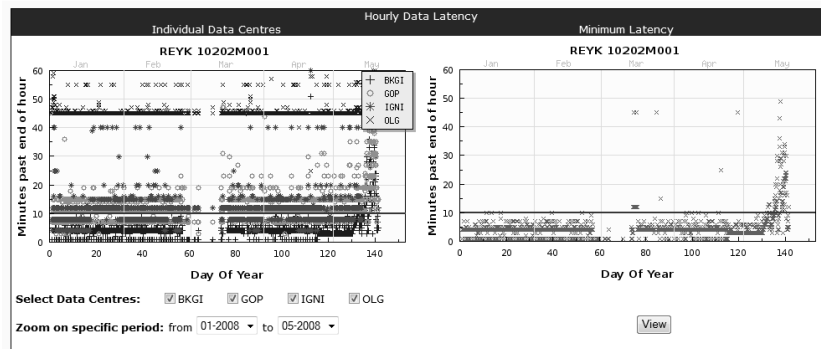 Hourly Data Latency
Individual Data Centres
Minimum Latency
REYK 10202M001
Jan Feb Mar Apr May
60
50
40
30
20
10
0
Minutes past end of hour
0 20 40 60 80 100 120 140
Day Of Year
BKGI
GOP
IGNI
OLG
REYK 10202M001
Jan Feb Mar Apr May
60
50
40
30
20
10
0
Minutes past end of hour
0 20 40 60 80 100 120 140
Day Of Year
Select Data Centres: BKGI GOP IGNI OLG
Zoom on specific period: from 01-2008 to 05-2008
View